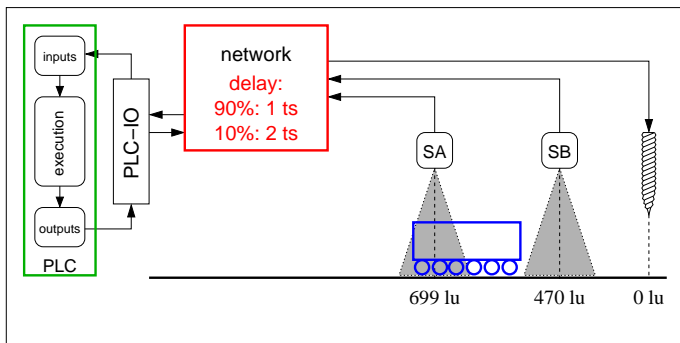 inputs
execution
outputs
PLC
PLC-IO
network
delay:
90%: 1 ts
10%: 2 ts
SA
SB
699 lu
470 lu
0 lu